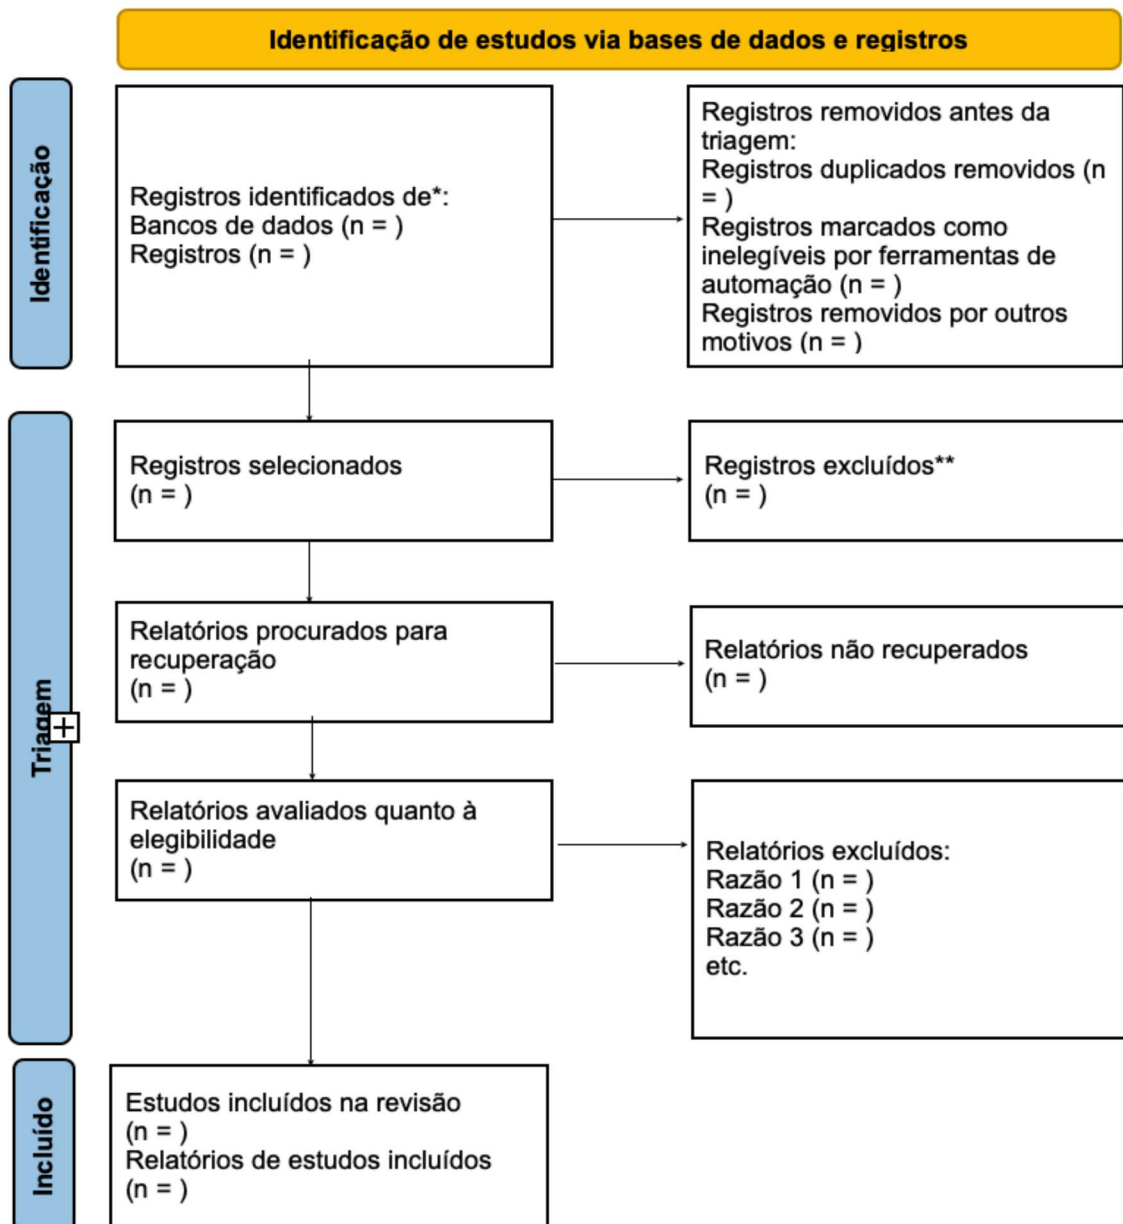 Identificação de estudos via bases de dados e registros
Identificação
Registros identificados de*:
Bancos de dados (n = )
Registros (n = )
Registros removidos antes da
triagem:
Registros duplicados removidos (n
= )
Registros marcados como
inelegíveis por ferramentas de
automação (n = )
Registros removidos por outros
motivos (n = )
Triagem
Registros selecionados
(n = )
Registros excluídos**
(n = )
Relatórios procurados para
recuperação
(n = )
Relatórios não recuperados
(n = )
Relatórios avaliados quanto à
elegibilidade
(n = )
Relatórios excluídos:
Razão 1 (n = )
Razão 2 (n = )
Razão 3 (n = )
etc.
Incluído
Estudos incluídos na revisão
(n = )
Relatórios de estudos incluídos
(n = )